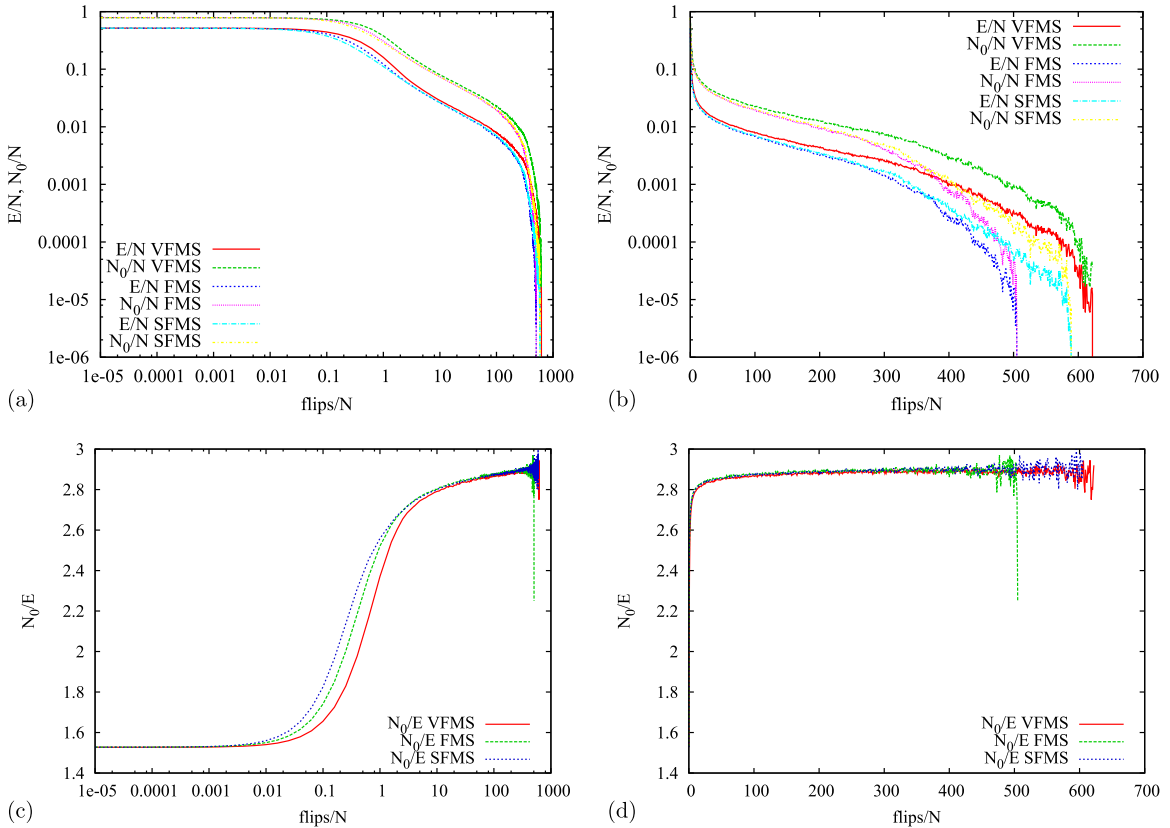 1
0.1
0.01
0.001
0.0001
1e-05
1e-06
E/N, N0/N
E/N VFMS
N0/N VFMS
E/N FMS
N0/N FMS
E/N SFMS
N0/N SFMS
1e-05 0.0001 0.001 0.01 0.1 1 10 100 1000
flips/N
(a)
1
0.1
0.01
0.001
0.0001
1e-05
1e-06
E/N, N0/N
E/N VFMS
N0/N VFMS
E/N FMS
N0/N FMS
E/N SFMS
N0/N SFMS
0 100 200 300 400 500 600 700
flips/N
(b)
3
2.8
2.6
2.4
2.2
2
1.8
1.6
1.4
N0/E
N0/E VFMS
N0/E FMS
N0/E SFMS
1e-05 0.0001 0.001 0.01 0.1 1 10 100 1000
flips/N
(c)
3
2.8
2.6
2.4
2.2
2
1.8
1.6
1.4
N0/E
N0/E VFMS
N0/E FMS
N0/E SFMS
0 100 200 300 400 500 600 700
flips/N
(d)